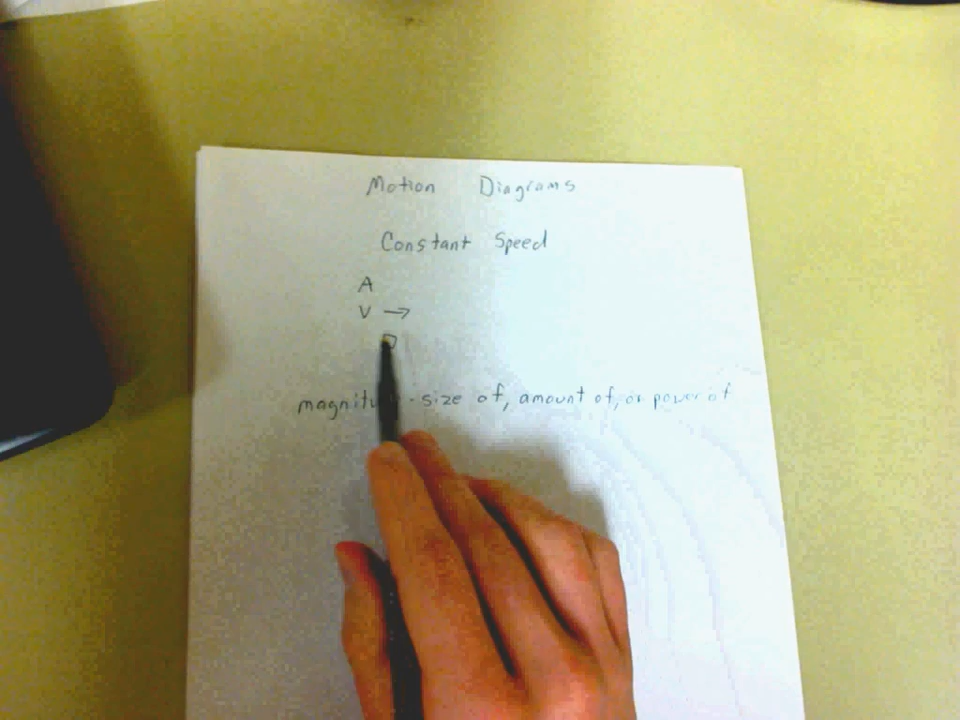 Motion Diagrams
Constant Speed
A
V →
size of, amount of, or power of